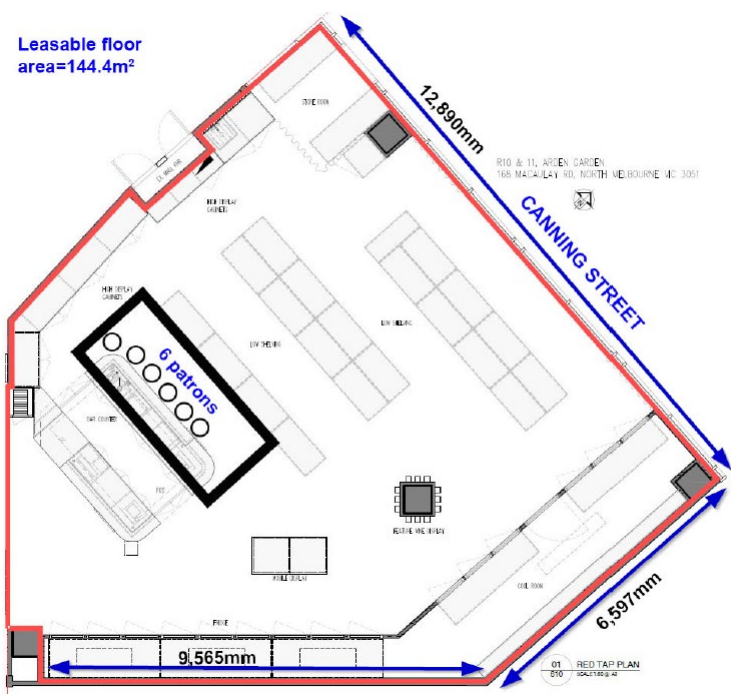 Leasable floor
area=144.4m²
12,890mm
STORE ROOM
R10 & 11, ARDEN GARDEN
168 MACAULAY RD, NORTH MELBOURNE VIC 3051
CANNING STREET
HIGH DISPLAY
CABINETS
HIGH DISPLAY
CABINETS
LOW SHELVING
LOW SHELVING
6 patrons
BAR COUNTER
POS
FEATURE WINE DISPLAY
MOBILE DISPLAY
COOL ROOM
FRIDGE
9,565mm
6,597mm
01
RED TAP PLAN